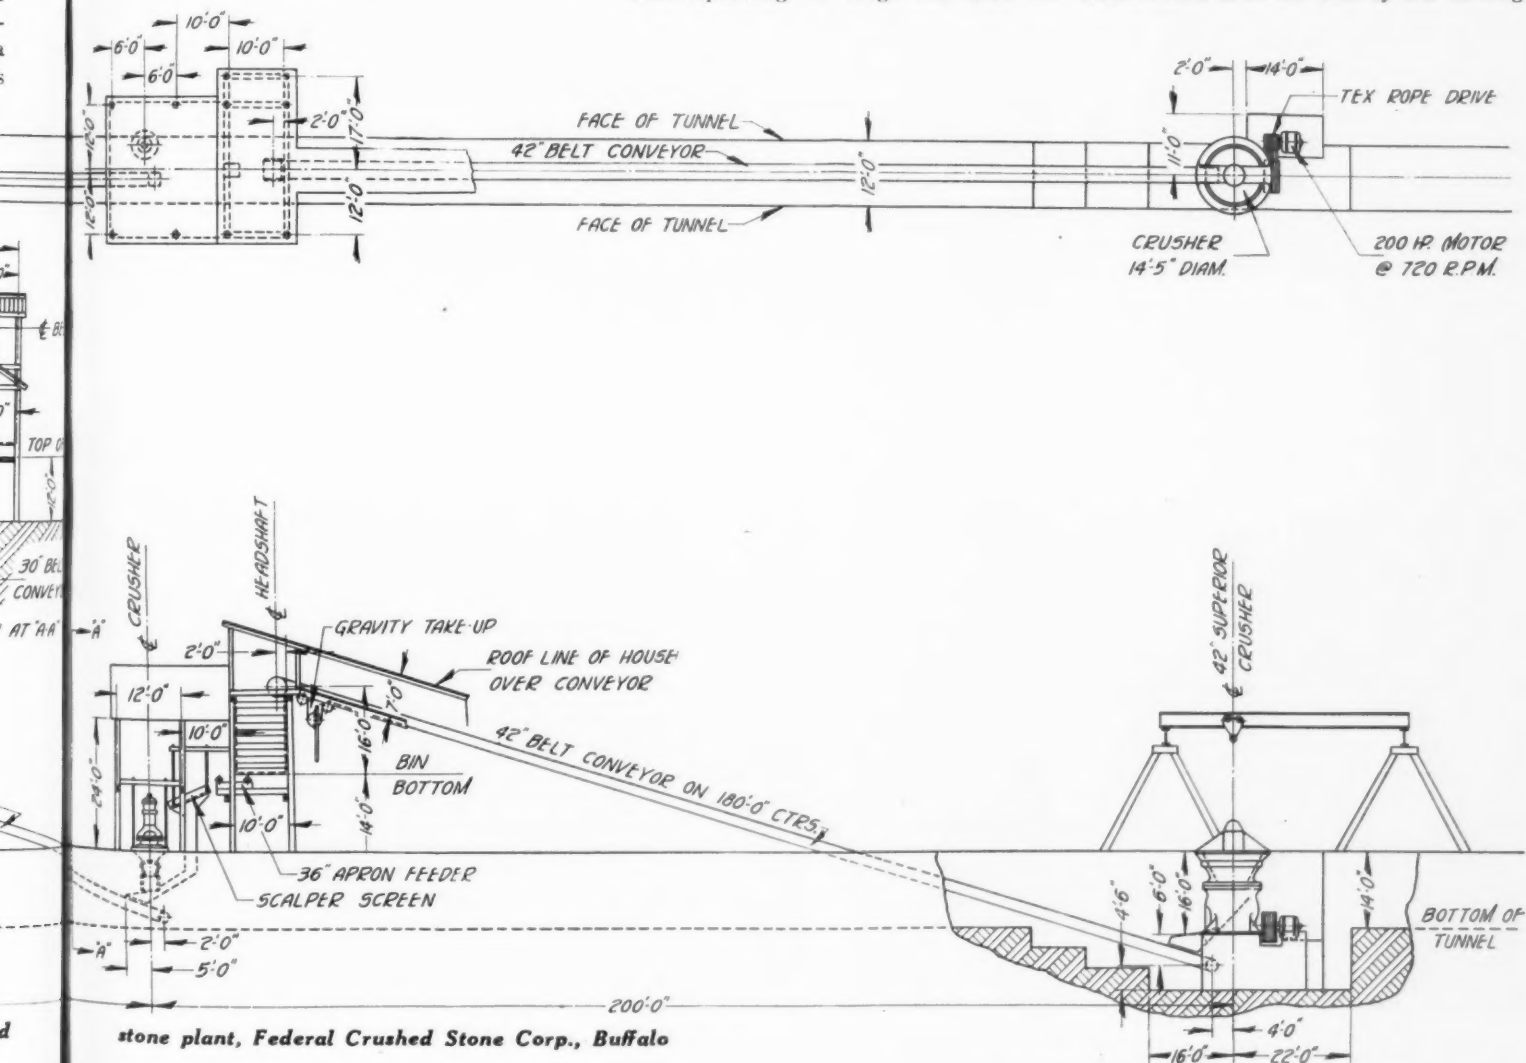 10'-0"
6'-0"
10'-0"
6'-0"
2'-0"
17'-0"
12'-0"
12'-0"
12'-0"
FACE OF TUNNEL
42" BELT CONVEYOR
12'-0"
FACE OF TUNNEL
2'-0"
14'-0"
TEX ROPE DRIVE
11'-0"
CRUSHER
14'-5" DIAM.
200 HP. MOTOR
@ 720 R.P.M.
TOP
12'-0"
30"
AT "A-A"
"A"
CRUSHER
HEADSHAFT
GRAVITY TAKE-UP
2'-0"
ROOF LINE OF HOUSE
OVER CONVEYOR
12'-0"
7'-0"
10'-0"
16'-0"
BIN
BOTTOM
24'-0"
14'-0"
10'-0"
42" BELT CONVEYOR ON 180'-0" CTRS.
36" APRON FEEDER
SCALPER SCREEN
"A"
2'-0"
5'-0"
200'-0"
42" SUPERIOR
CRUSHER
4'-6"
6'-0"
16'-0"
14'-0"
BOTTOM OF
TUNNEL
4'-0"
16'-0"
22'-0"
stone plant, Federal Crushed Stone Corp., Buffalo